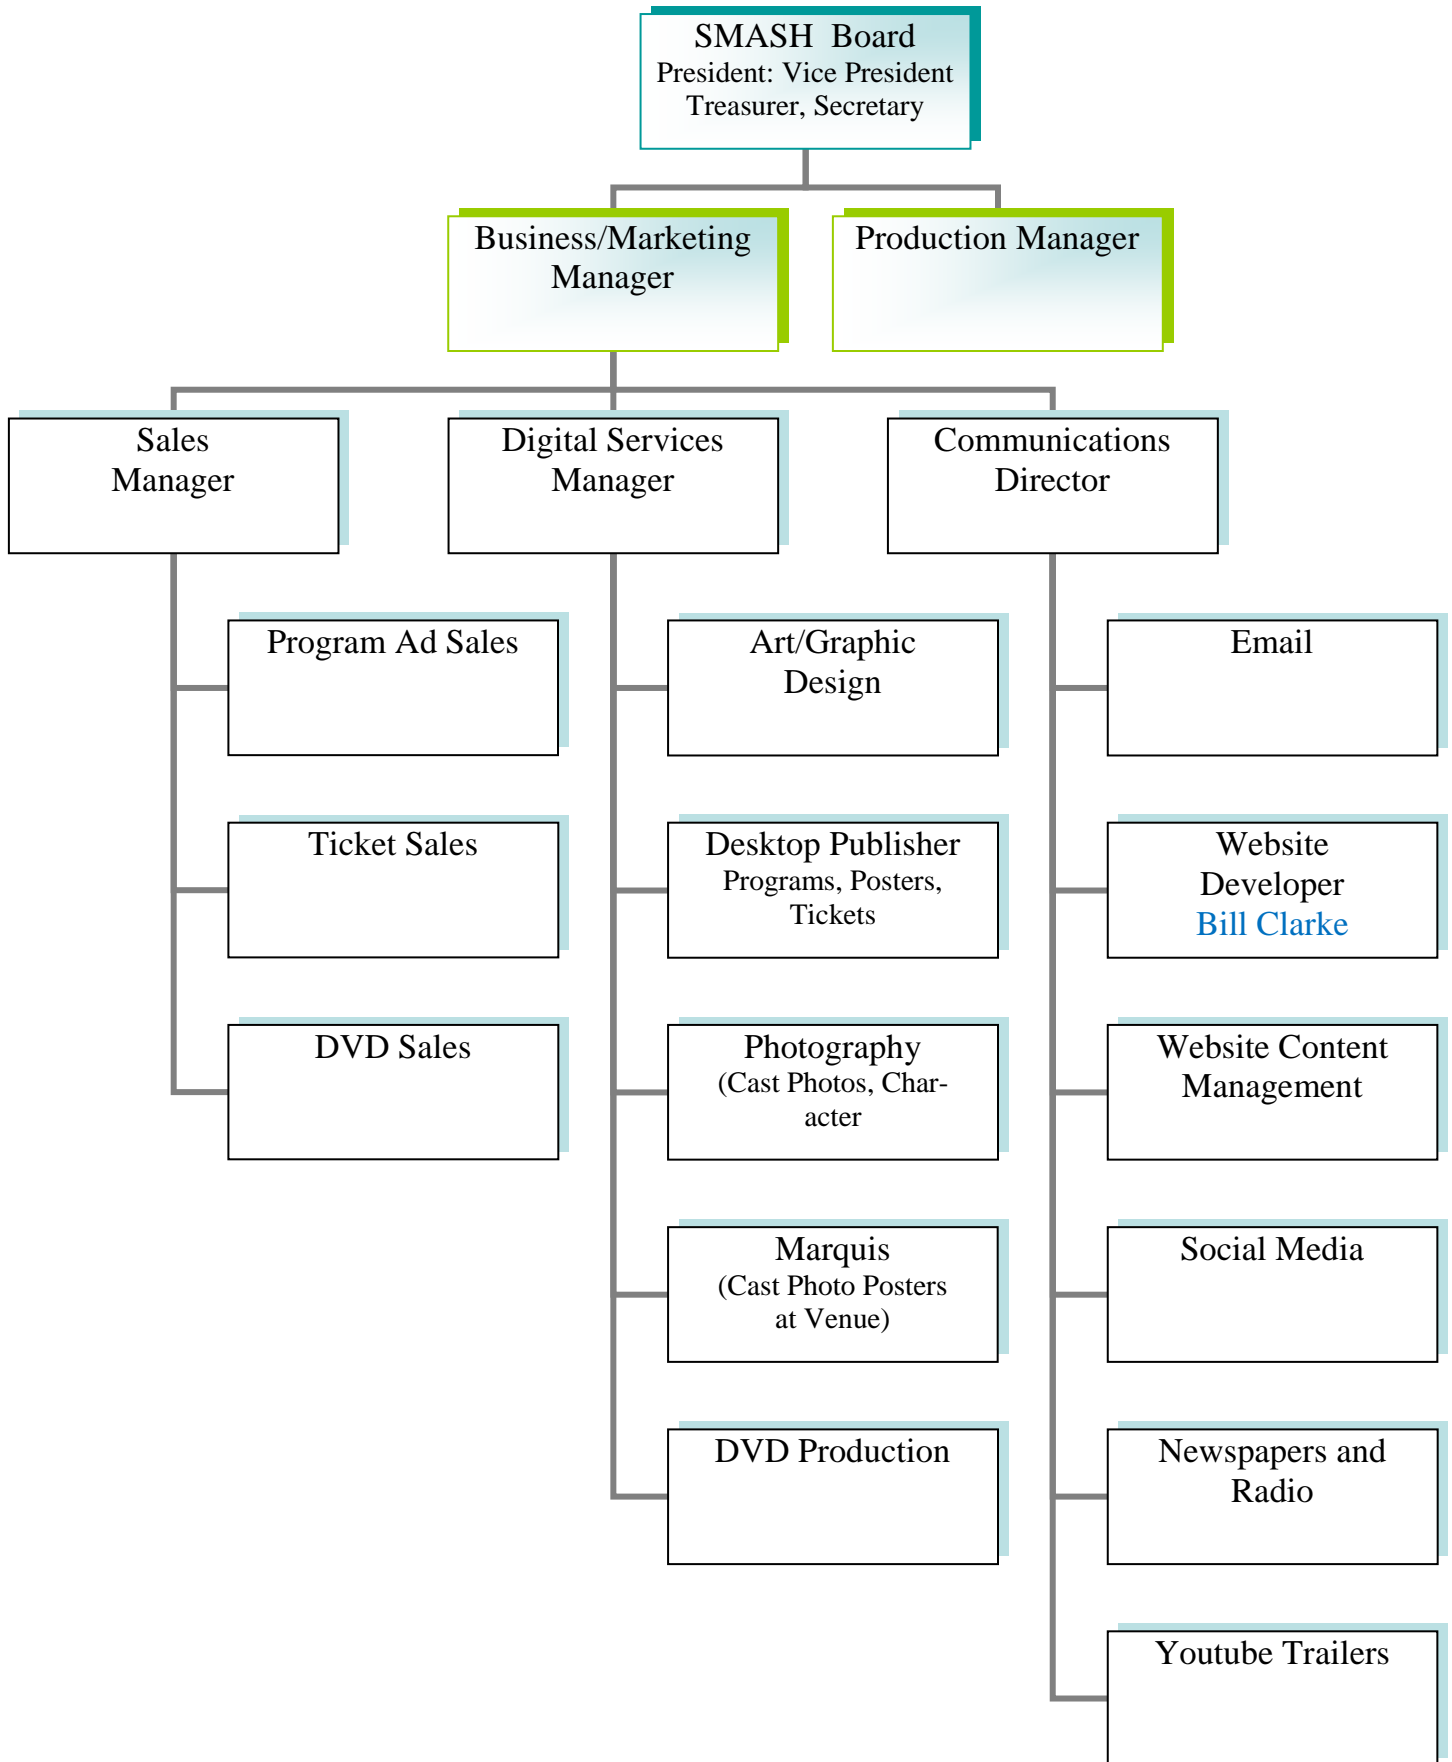 SMASH  Board
President: Vice President
Treasurer, Secretary
Business/Marketing
Manager
Production Manager
Sales
Manager
Digital Services
Manager
Communications
Director
Program Ad Sales
Ticket Sales
DVD Sales
Art/Graphic
Design
Desktop Publisher
Programs, Posters,
Tickets
Photography
(Cast Photos, Char-
acter
Marquis
(Cast Photo Posters
at Venue)
DVD Production
Email
Website
Developer
Bill Clarke
Website Content
Management
Social Media
Newspapers and
Radio
Youtube Trailers